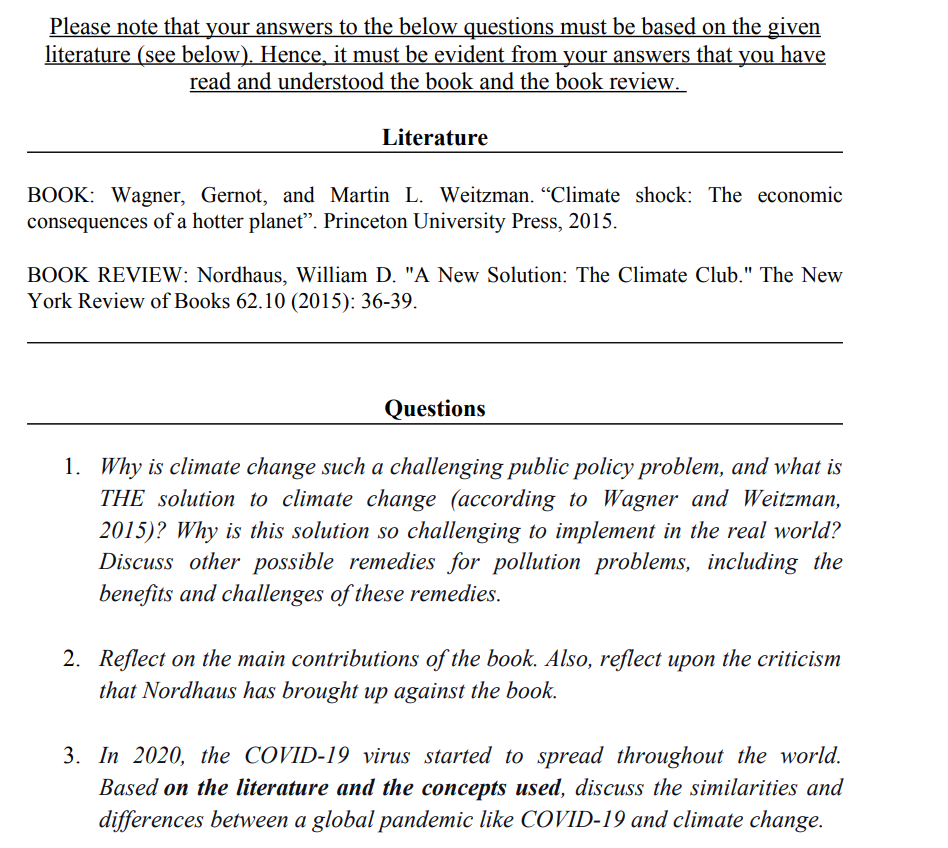 Please note that your answers to the below questions must be based on the given
literature (see below). Hence, it must be evident from your answers that you have
read and understood the book and the book review.
Literature
BOOK: Wagner, Gernot, and Martin L. Weitzman. “Climate shock: The economic
consequences of a hotter planet”. Princeton University Press, 2015.
BOOK REVIEW: Nordhaus, William D. "A New Solution: The Climate Club." The New
York Review of Books 62.10 (2015): 36-39.
Questions
1. Why is climate change such a challenging public policy problem, and what is
THE solution to climate change (according to Wagner and Weitzman,
2015)? Why is this solution so challenging to implement in the real world?
Discuss other possible remedies for pollution problems, including the
benefits and challenges of these remedies.
2. Reflect on the main contributions of the book. Also, reflect upon the criticism
that Nordhaus has brought up against the book.
3. In 2020, the COVID-19 virus started to spread throughout the world.
Based on the literature and the concepts used, discuss the similarities and
differences between a global pandemic like COVID-19 and climate change.